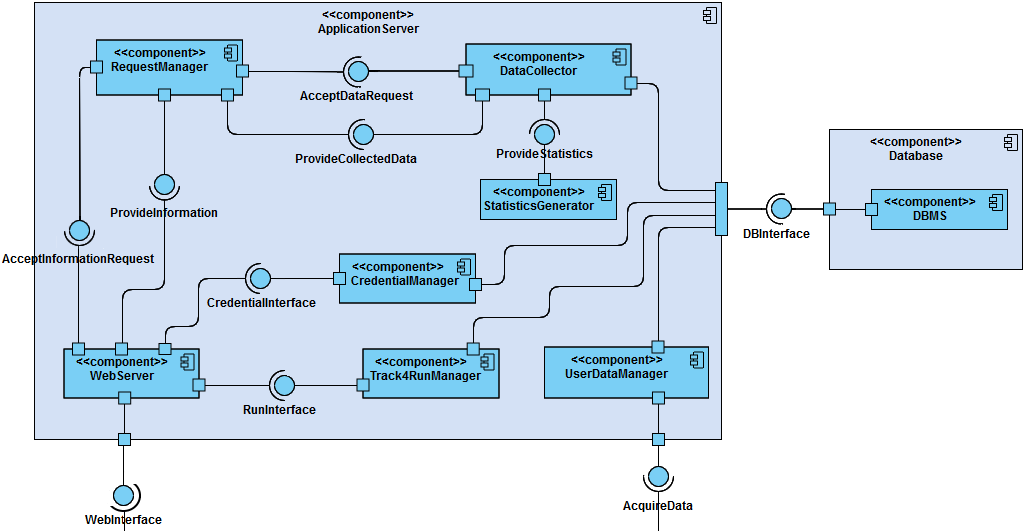 <<component>>
ApplicationServer
<<component>>
RequestManager
AcceptDataRequest
<<component>>
DataCollector
ProvideCollectedData
ProvideStatistics
<<component>>
Database
<<component>>
StatisticsGenerator
<<component>>
DBMS
ProvideInformation
DBInterface
AcceptInformationRequest
<<component>>
CredentialManager
CredentialInterface
<<component>>
WebServer
<<component>>
Track4RunManager
<<component>>
UserDataManager
RunInterface
WebInterface
AcquireData